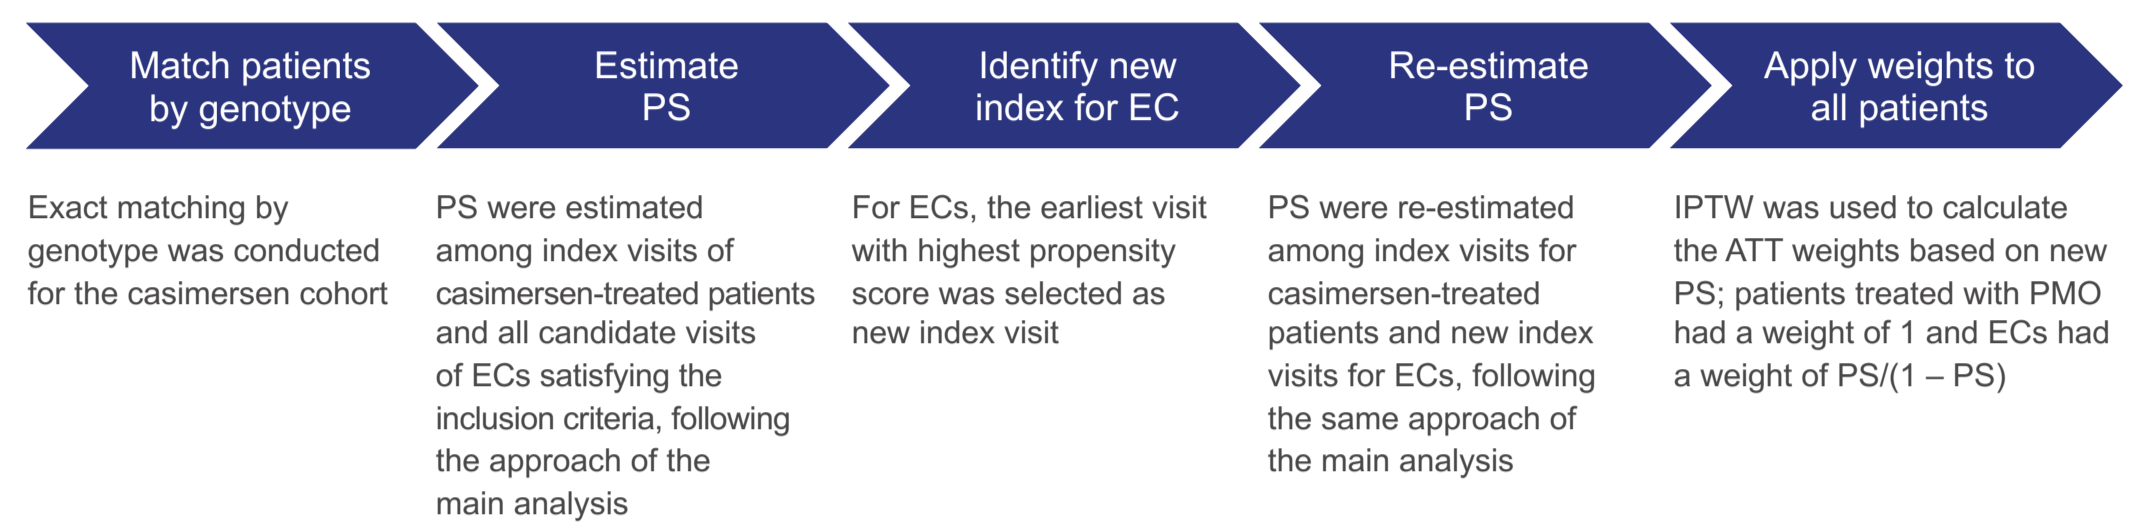 Match patients
by genotype
Estimate
PS
Identify new
index for EC
Re-estimate
PS
Apply weights to
all patients
Exact matching by
genotype was conducted
for the casimersen cohort
PS were estimated
among index visits of
casimersen-treated patients
and all candidate visits
of ECs satisfying the
inclusion criteria, following
the approach of the
main analysis
For ECs, the earliest visit
with highest propensity
score was selected as
new index visit
PS were re-estimated
among index visits for
casimersen-treated
patients and new index
visits for ECs, following
the same approach of
the main analysis
IPTW was used to calculate
the ATT weights based on new
PS; patients treated with PMO
had a weight of 1 and ECs had
a weight of PS/(1 – PS)